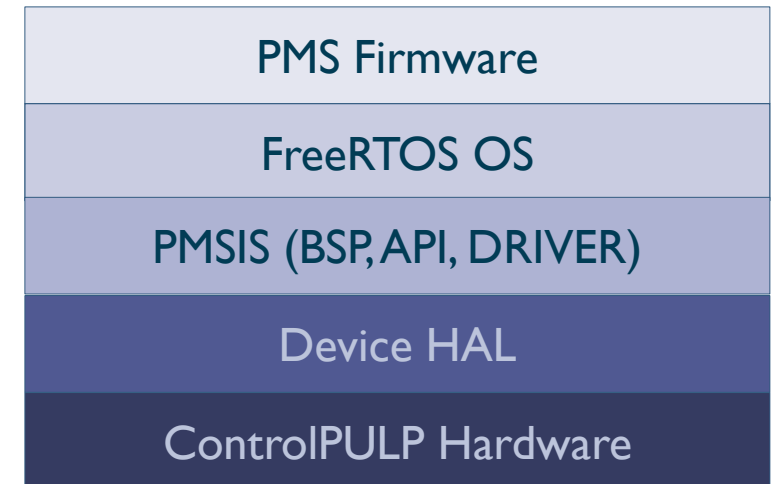 PMS Firmware
FreeRTOS OS
PMSIS (BSP, API, DRIVER)
Device HAL
ControlPULP Hardware